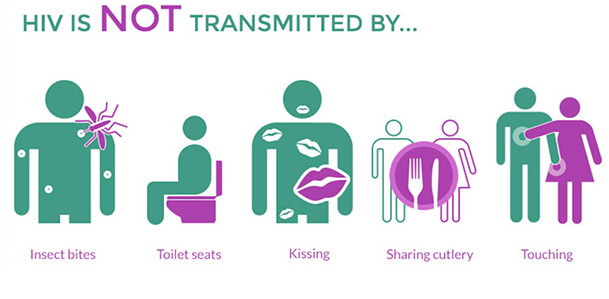 HIV IS NOT TRANSMITTED BY...
Insect bites
Toilet seats
Kissing
Sharing cutlery
Touching